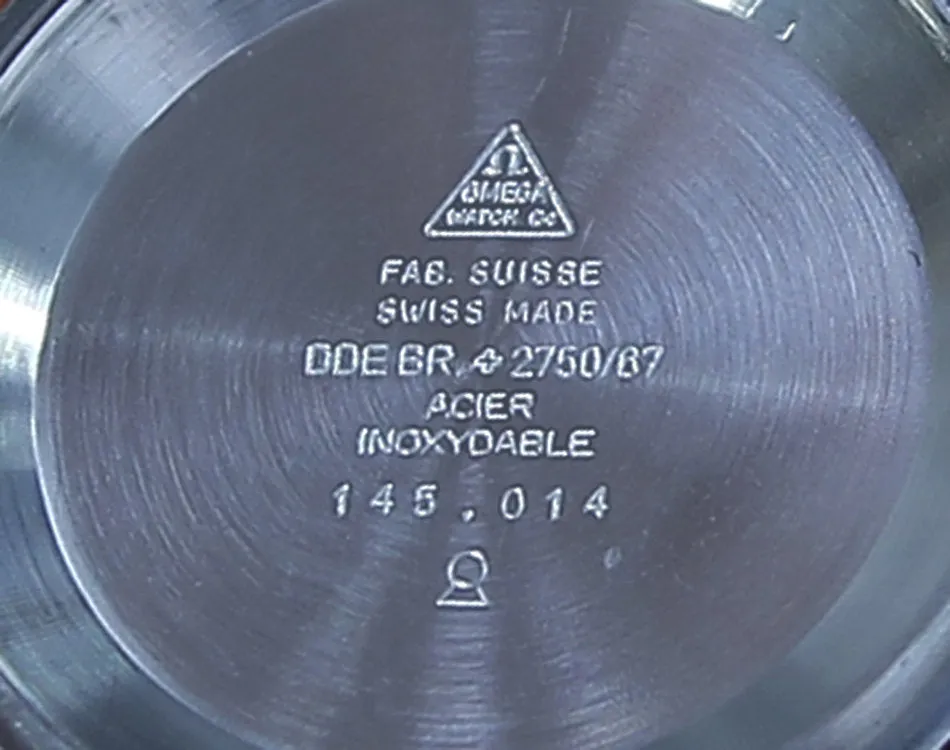 Ω
OMEGA
WATCH Co
FAB. SUISSE
SWISS MADE
DDE BR. ✚ 2750/67
ACIER
INOXYDABLE
145.014